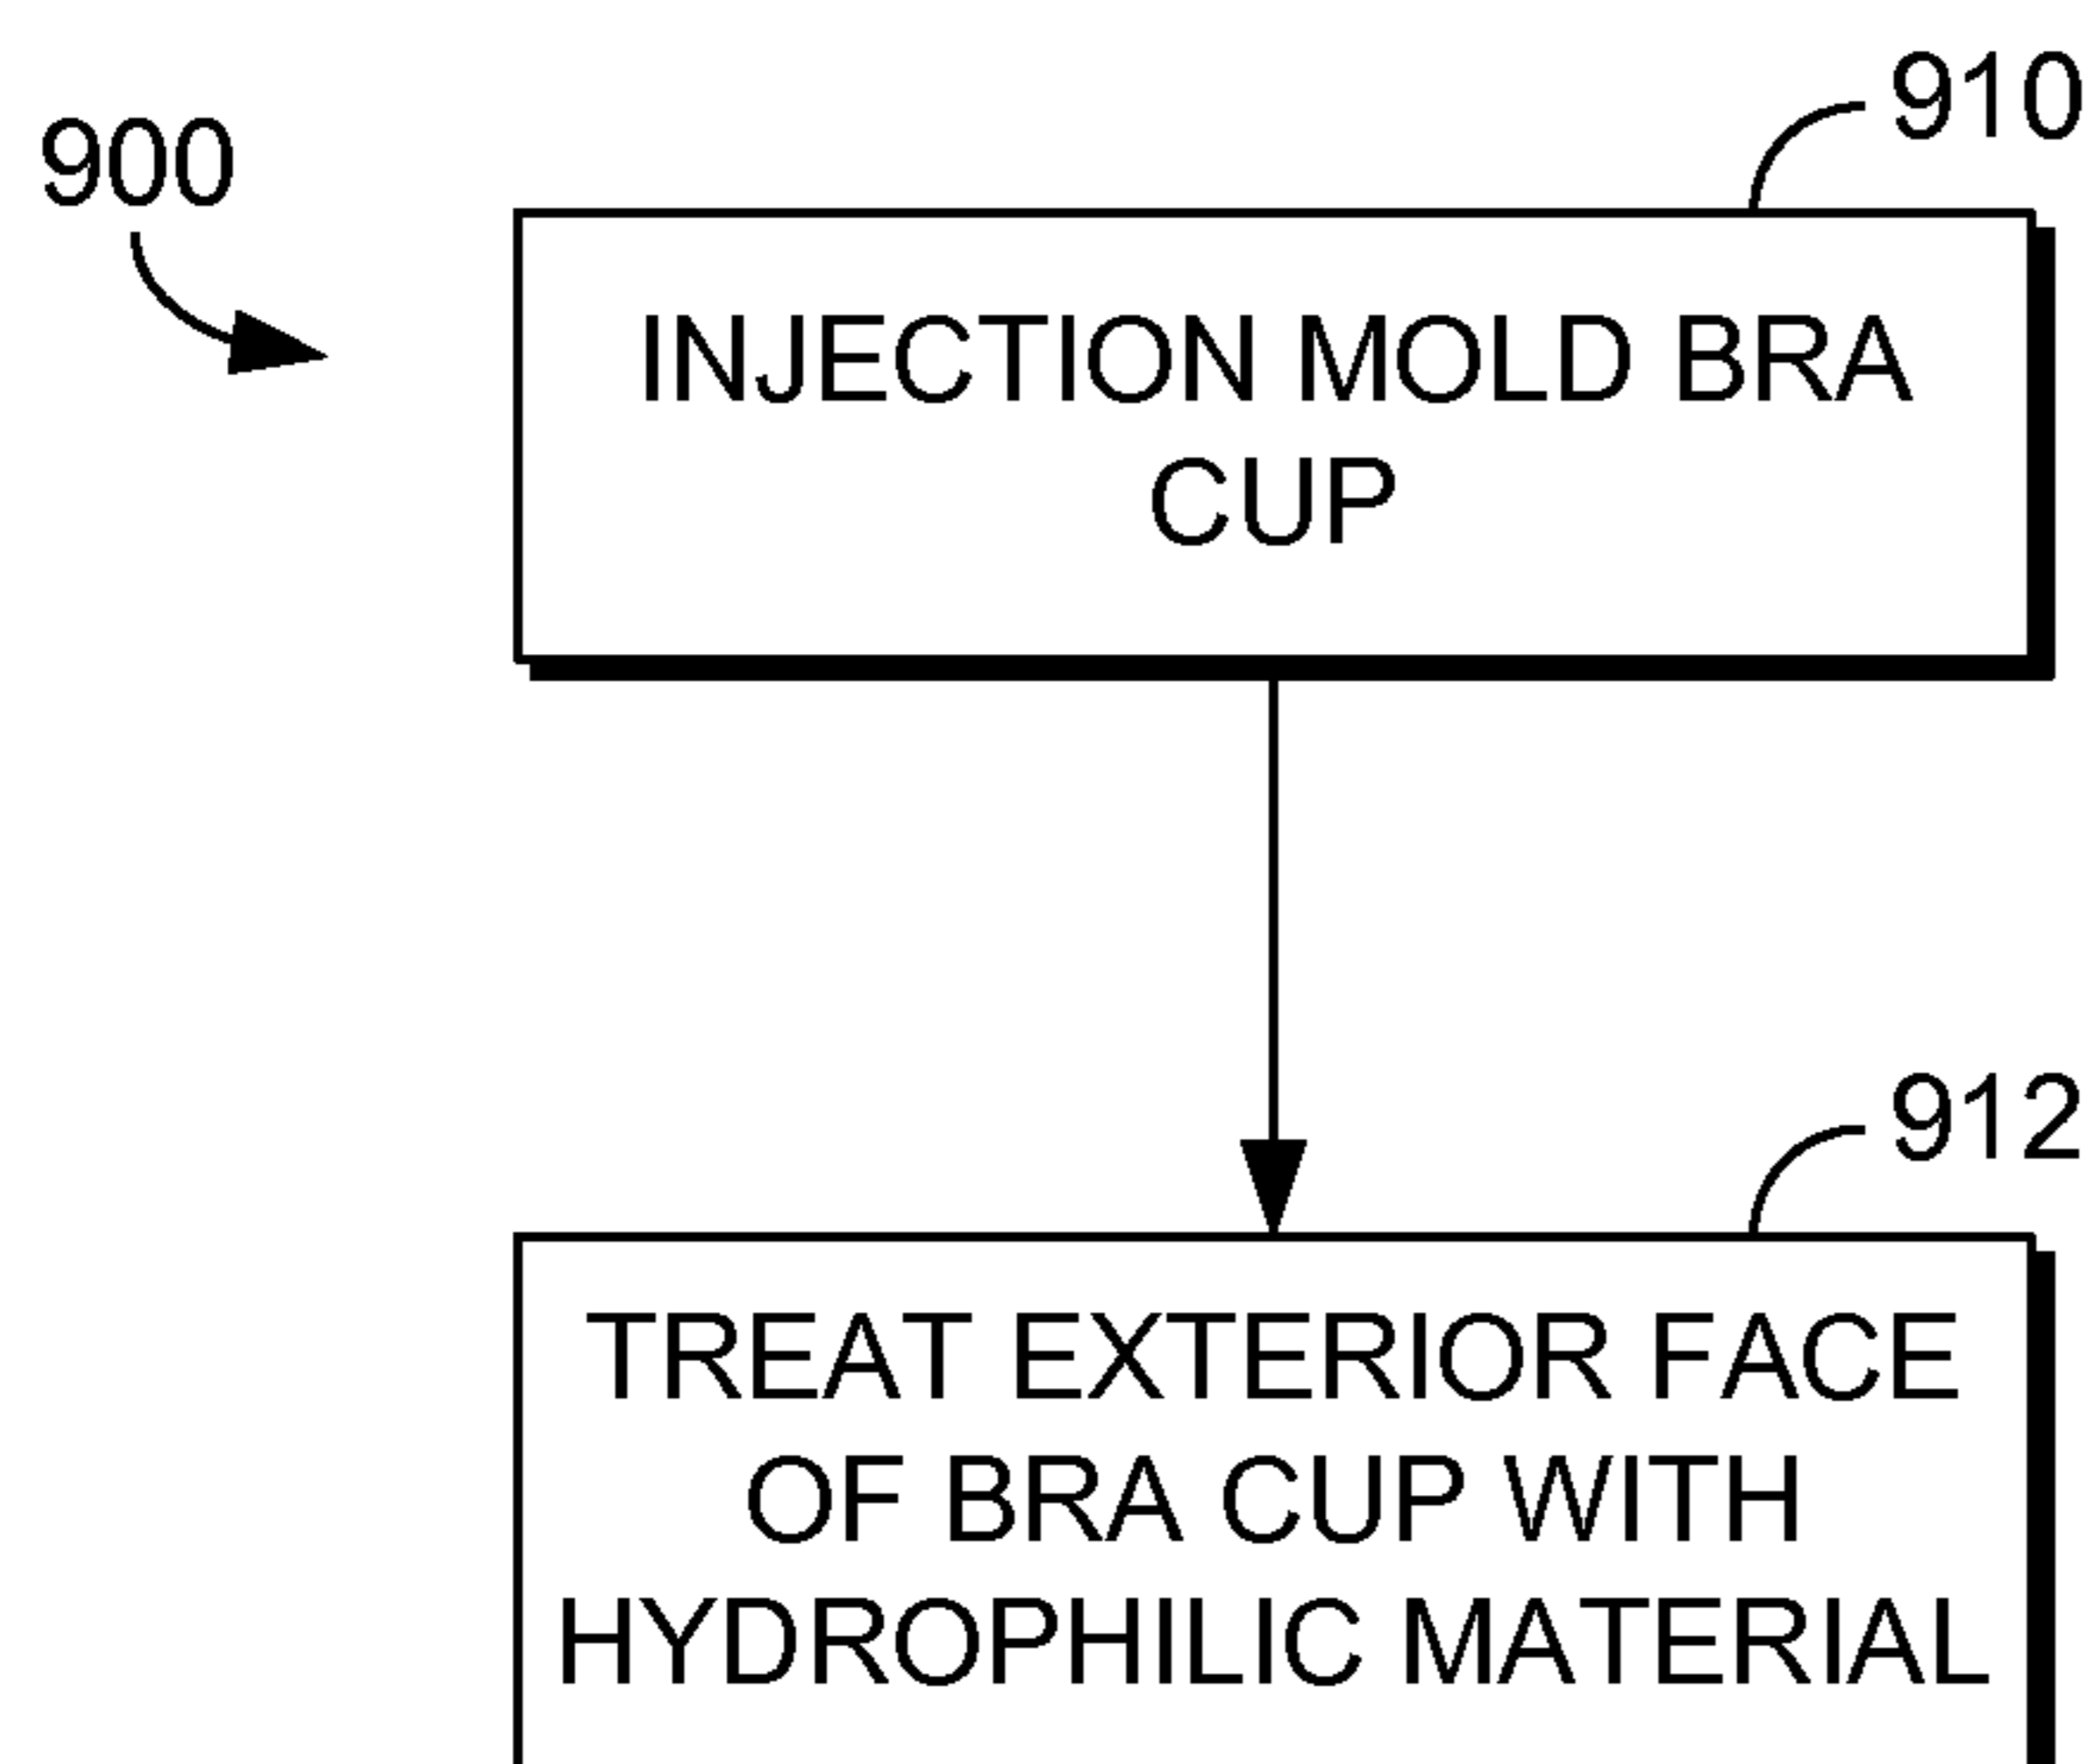 900
910
INJECTION MOLD BRA
CUP
912
TREAT EXTERIOR FACE
OF BRA CUP WITH
HYDROPHILIC MATERIAL